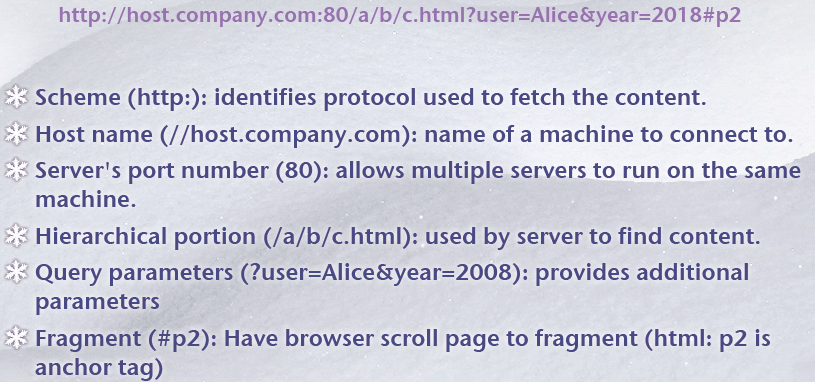 http://host.company.com:80/a/b/c.html?user=Alice&year=2018#p2
Scheme (http:): identifies protocol used to fetch the content.
Host name (//host.company.com): name of a machine to connect to.
Server's port number (80): allows multiple servers to run on the same
machine.
Hierarchical portion (/a/b/c.html): used by server to find content.
Query parameters (?user=Alice&year=2008): provides additional
parameters
Fragment (#p2): Have browser scroll page to fragment (html: p2 is
anchor tag)